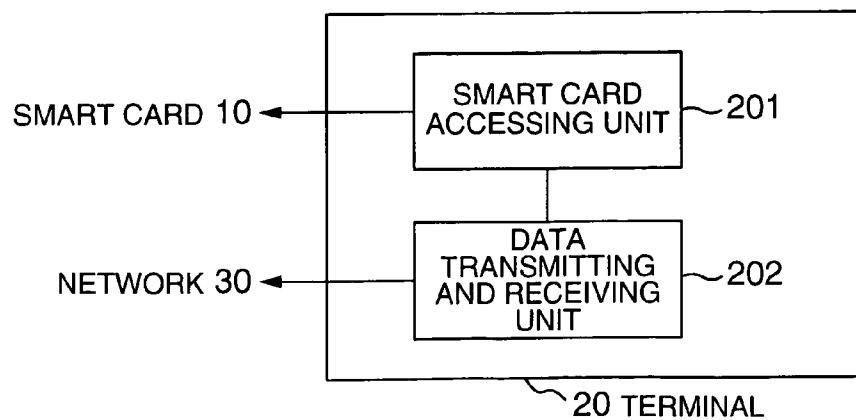 SMART CARD
ACCESSING UNIT
201
SMART CARD 10
DATA
TRANSMITTING
AND RECEIVING
UNIT
202
NETWORK 30
20 TERMINAL